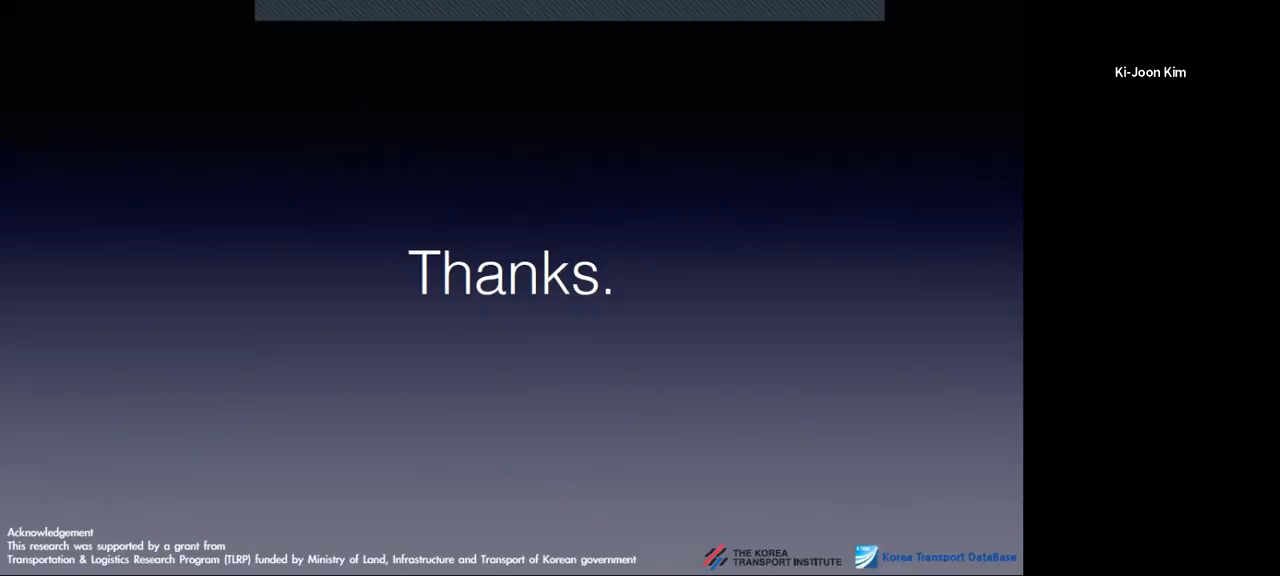 Ki-Joon Kim
Thanks.
Acknowledgement
This research was supported by a grant from
Transportation & Logistics Research Program (TLRP) funded by Ministry of Land, Infrastructure and Transport of Korean government
THE KOREA
TRANSPORT INSTITUTE
Korea Transport DataBase